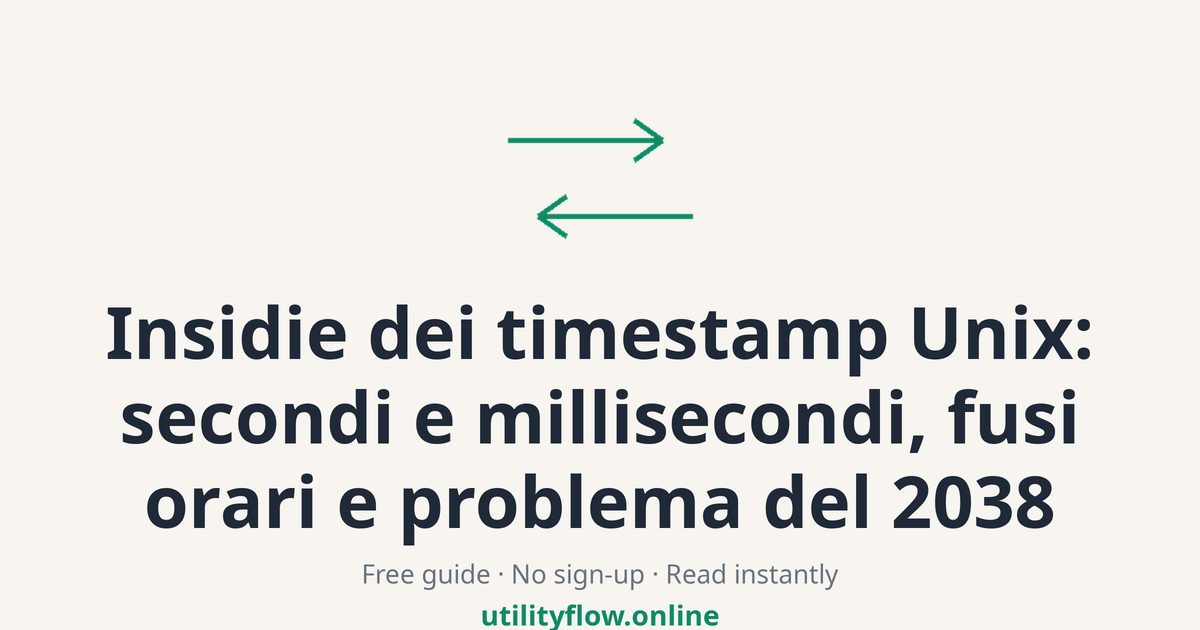 Insidie dei timestamp Unix:
secondi e millisecondi, fusi
orari e problema del 2038
Free guide · No sign-up · Read instantly
utilityflow.online